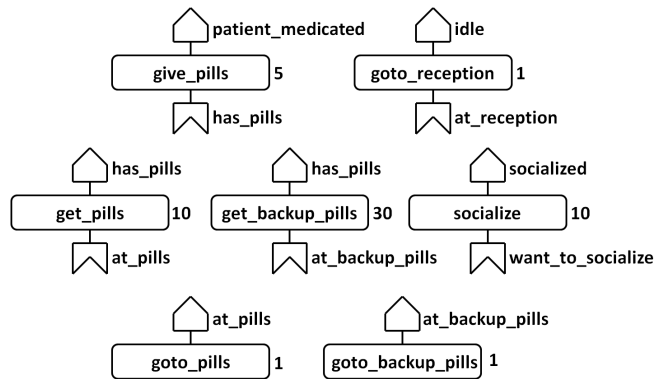 patient_medicated
idle
give_pills 5
goto_reception 1
has_pills
at_reception
has_pills
has_pills
socialized
get_pills 10
get_backup_pills 30
socialize 10
at_pills
at_backup_pills
want_to_socialize
at_pills
at_backup_pills
goto_pills 1
goto_backup_pills 1